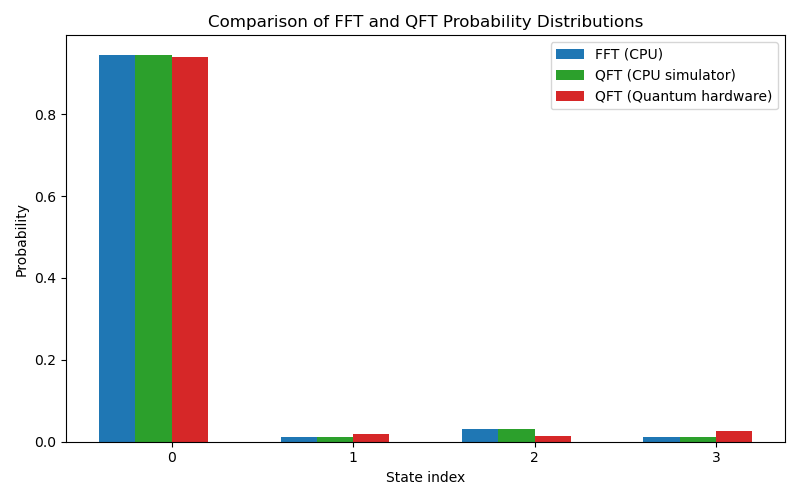 Comparison of FFT and QFT Probability Distributions
FFT (CPU)
QFT (CPU simulator)
QFT (Quantum hardware)
Probability
0.8
0.6
0.4
0.2
0.0
0
1
2
3
State index